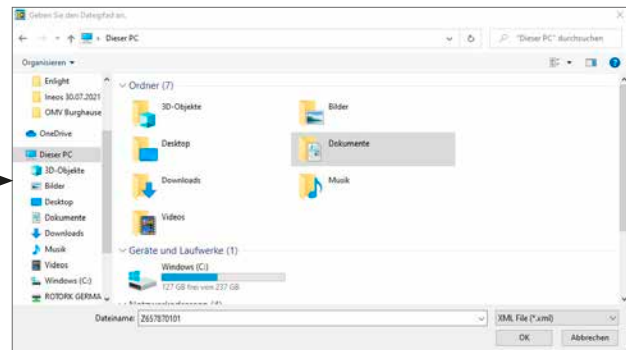 Geben Sie den Dateipfad an.
Dieser PC
"Dieser PC" durchsuchen
Organisieren
Enlight
Ineos 30.07.2021
OMV Burghause
OneDrive
Dieser PC
3D-Objekte
Bilder
Desktop
Dokumente
Downloads
Musik
Videos
Windows (C:)
ROTORK GERMA
Ordner (7)
3D-Objekte
Bilder
Desktop
Dokumente
Downloads
Musik
Videos
Geräte und Laufwerke (1)
Windows (C:)
127 GB frei von 237 GB
Dateiname:
Z657870101
XML File (*.xml)
OK
Abbrechen